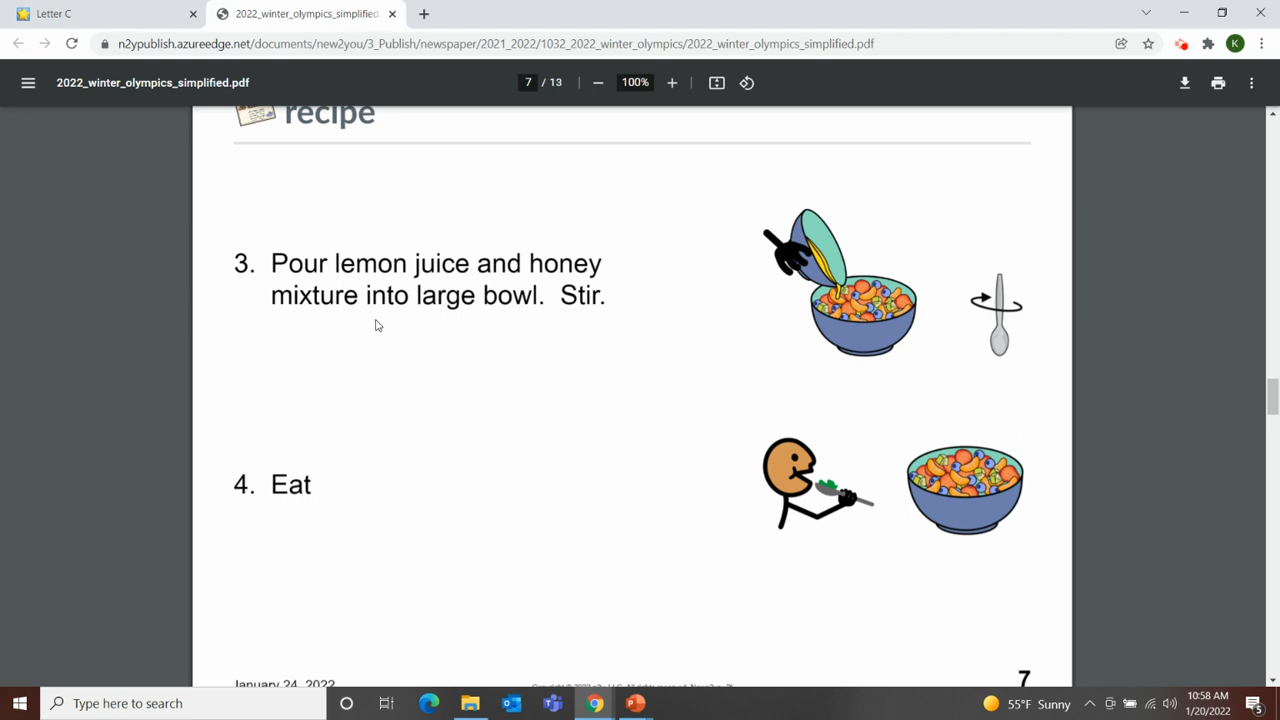 Letter C
2022_winter_olympics_simplified.
n2ypublish.azureedge.net/documents/new2you/3_Publish/newspaper/021_2022/1032_2022_winter_olympics/2022_winter_olympics_simplified.pdf
K
2022_winter_olympics_simplified.pdf
7 / 13
100%
recipe
3. Pour lemon juice and honey
mixture into large bowl. Stir.
4. Eat
January 24, 2022
7
Type here to search
55°F Sunny
10:58 AM
1/20/2022
5